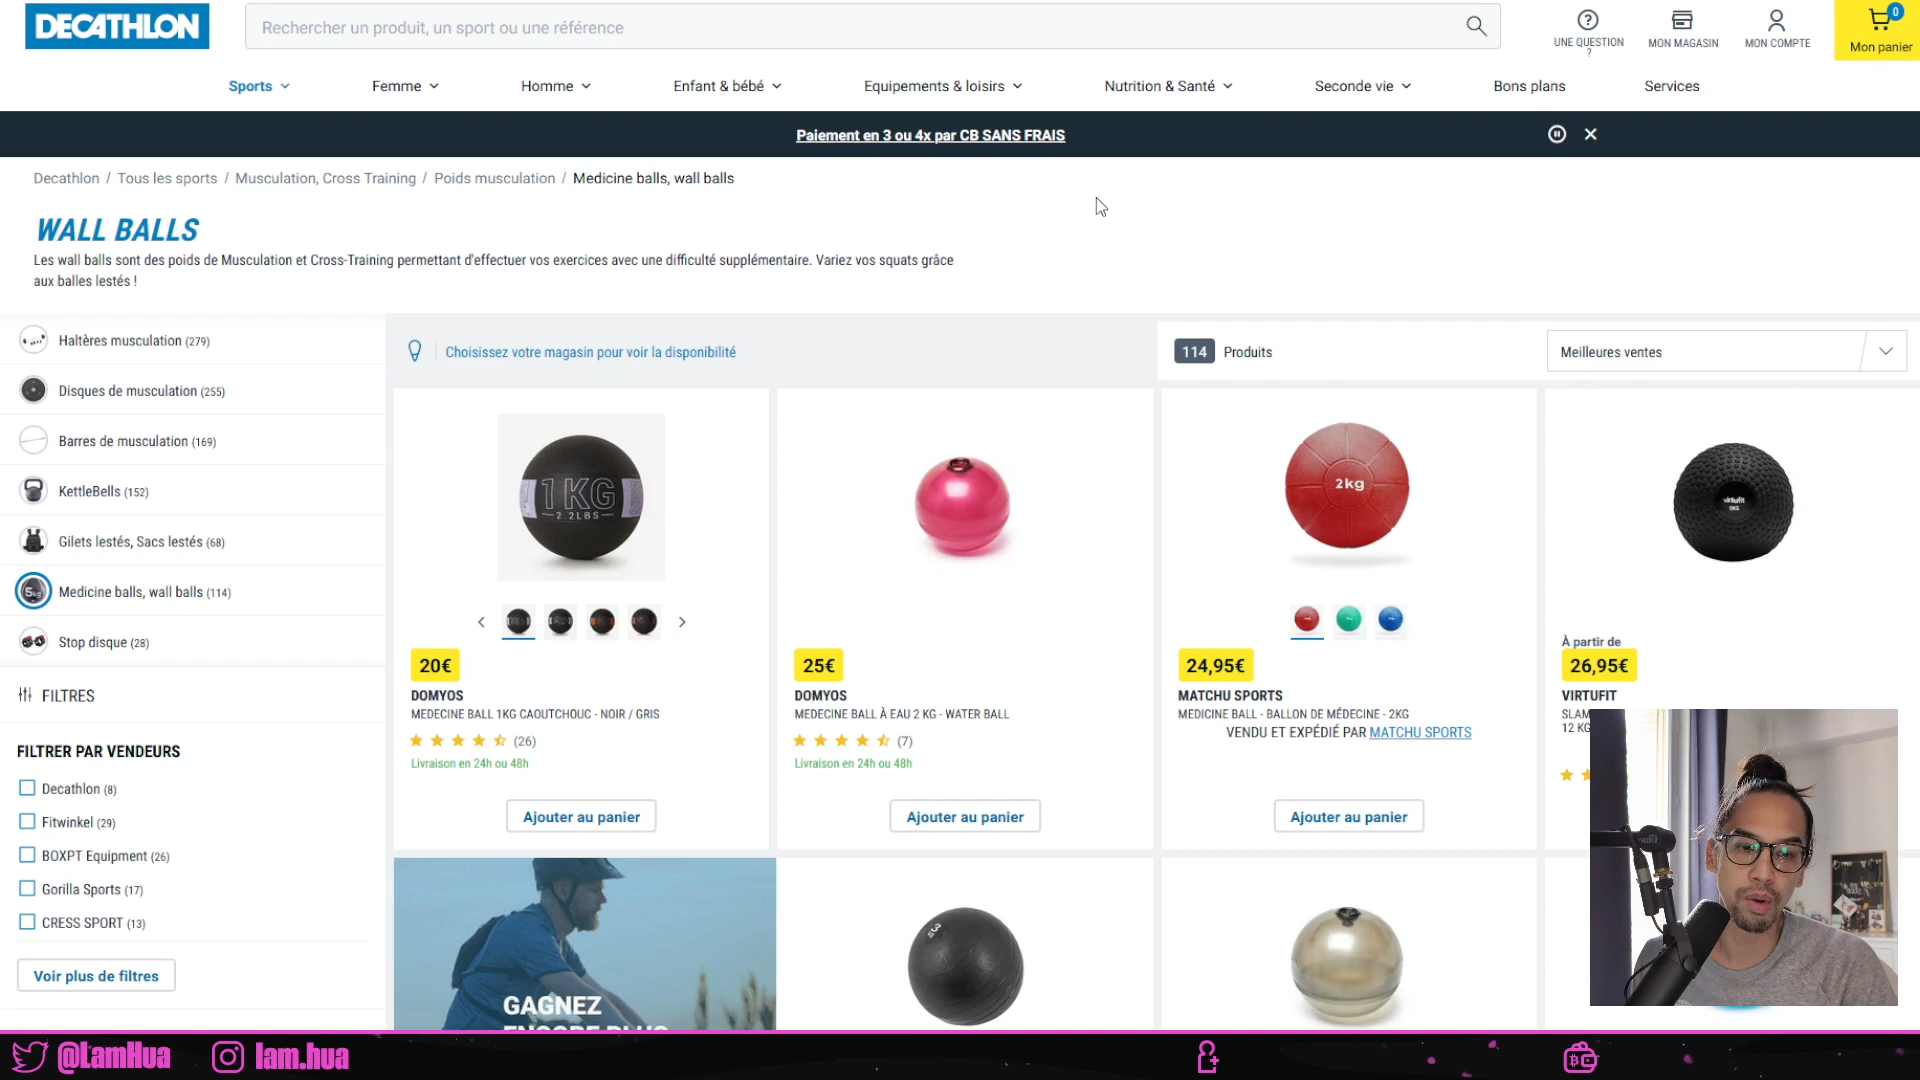 DECATHLON
Rechercher un produit, un sport ou une référence
UNE QUESTION
?
MON MAGASIN
MON COMPTE
0
Mon panier
Sports
Femme
Homme
Enfant & bébé
Equipements & loisirs
Nutrition & Santé
Seconde vie
Bons plans
Services
Paiement en 3 ou 4x par CB SANS FRAIS
Decathlon / Tous les sports / Musculation, Cross Training / Poids musculation / Medicine balls, wall balls
WALL BALLS
Les wall balls sont des poids de Musculation et Cross-Training permettant d'effectuer vos exercices avec une difficulté supplémentaire. Variez vos squats grâce
aux balles lestés !
Haltères musculation (279)
Disques de musculation (255)
Barres de musculation (169)
KettleBells (152)
Gilets lestés, Sacs lestés (68)
5kg
Medicine balls, wall balls (114)
Stop disque (28)
FILTRES
FILTRER PAR VENDEURS
Decathlon (8)
Fitwinkel (29)
BOXPT Equipment (26)
Gorilla Sports (17)
CRESS SPORT (13)
Voir plus de filtres
Choisissez votre magasin pour voir la disponibilité
114 Produits
Meilleures ventes
1KG
2.2LBS
20€
DOMYOS
MEDECINE BALL 1KG CAOUTCHOUC - NOIR / GRIS
(26)
Livraison en 24h ou 48h
Ajouter au panier
25€
DOMYOS
MEDECINE BALL À EAU 2 KG - WATER BALL
(7)
Livraison en 24h ou 48h
Ajouter au panier
2kg
24,95€
MATCHU SPORTS
MEDICINE BALL - BALLON DE MÉDECINE - 2KG
VENDU ET EXPÉDIÉ PAR MATCHU SPORTS
Ajouter au panier
virtufit
À partir de
26,95€
VIRTUFIT
SLAM
12 KG
GAGNEZ
ENCORE PLUS
@LamHua
lam.hua